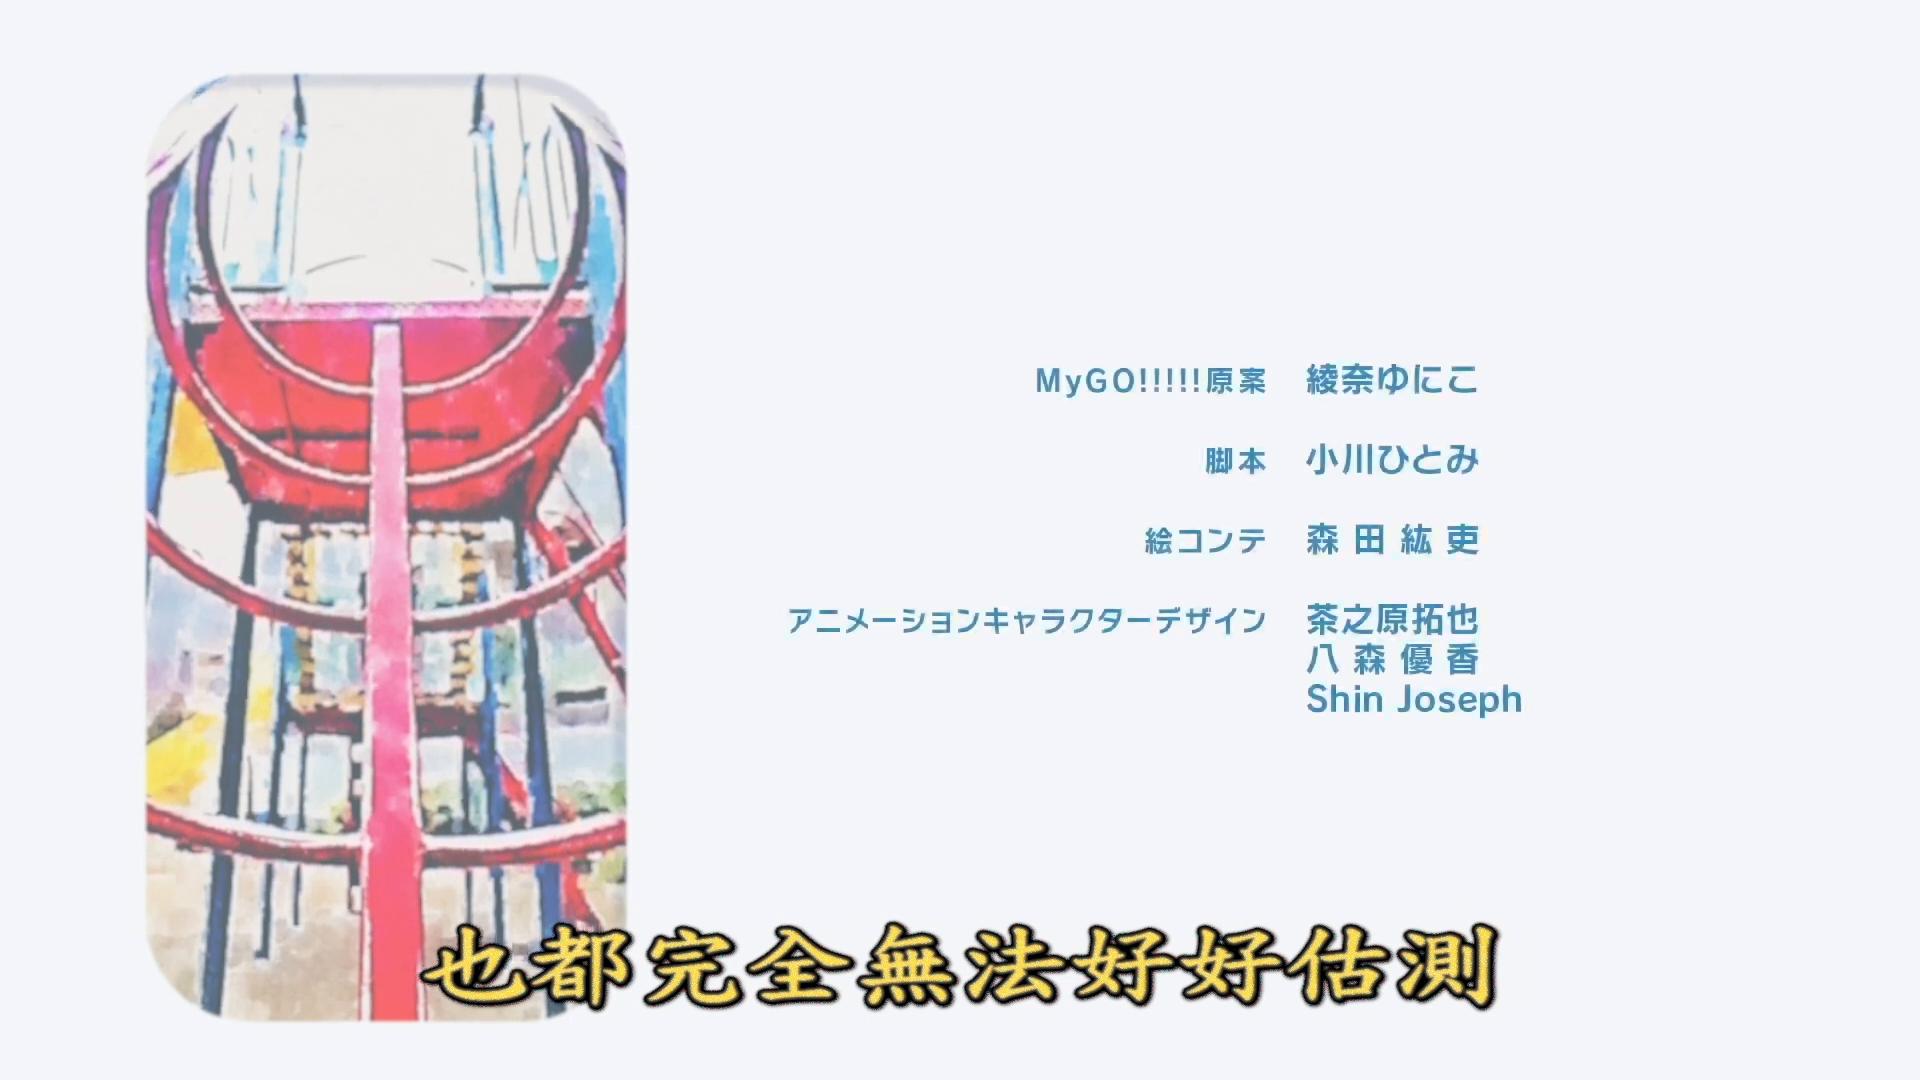 MyGO!!!!!原案 綾奈ゆにこ
脚本 小川ひとみ
絵コンテ 森田紘吏
アニメーションキャラクターデザイン 茶之原拓也
八森優香
Shin Joseph
也都完全無法好好估測